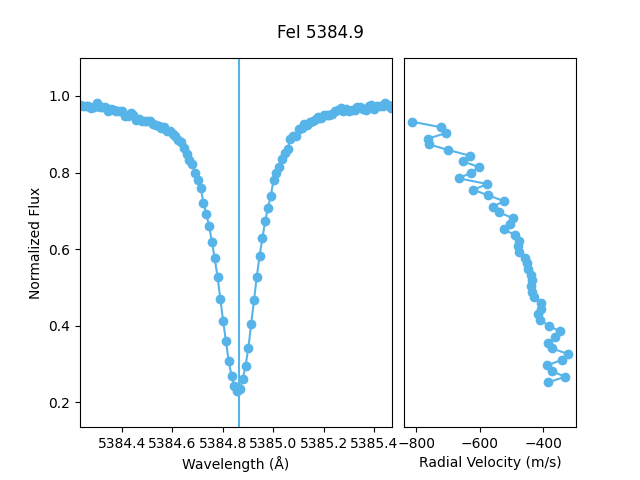 FeI 5384.9
Normalized Flux
1.0
0.8
0.6
0.4
0.2
5384.4 5384.6 5384.8 5385.0 5385.2 5385.4
−800 −600 −400
Wavelength (Å)
Radial Velocity (m/s)